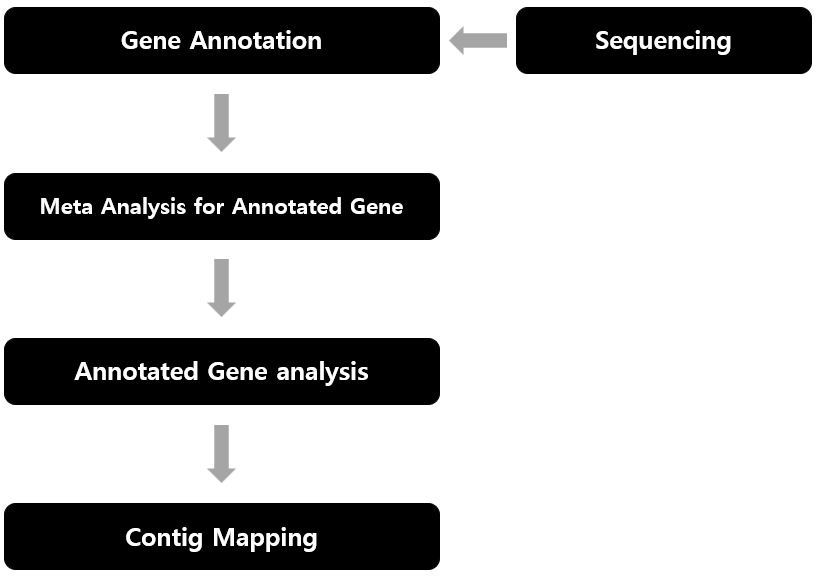 Gene Annotation
Sequencing
Meta Analysis for Annotated Gene
Annotated Gene analysis
Contig Mapping